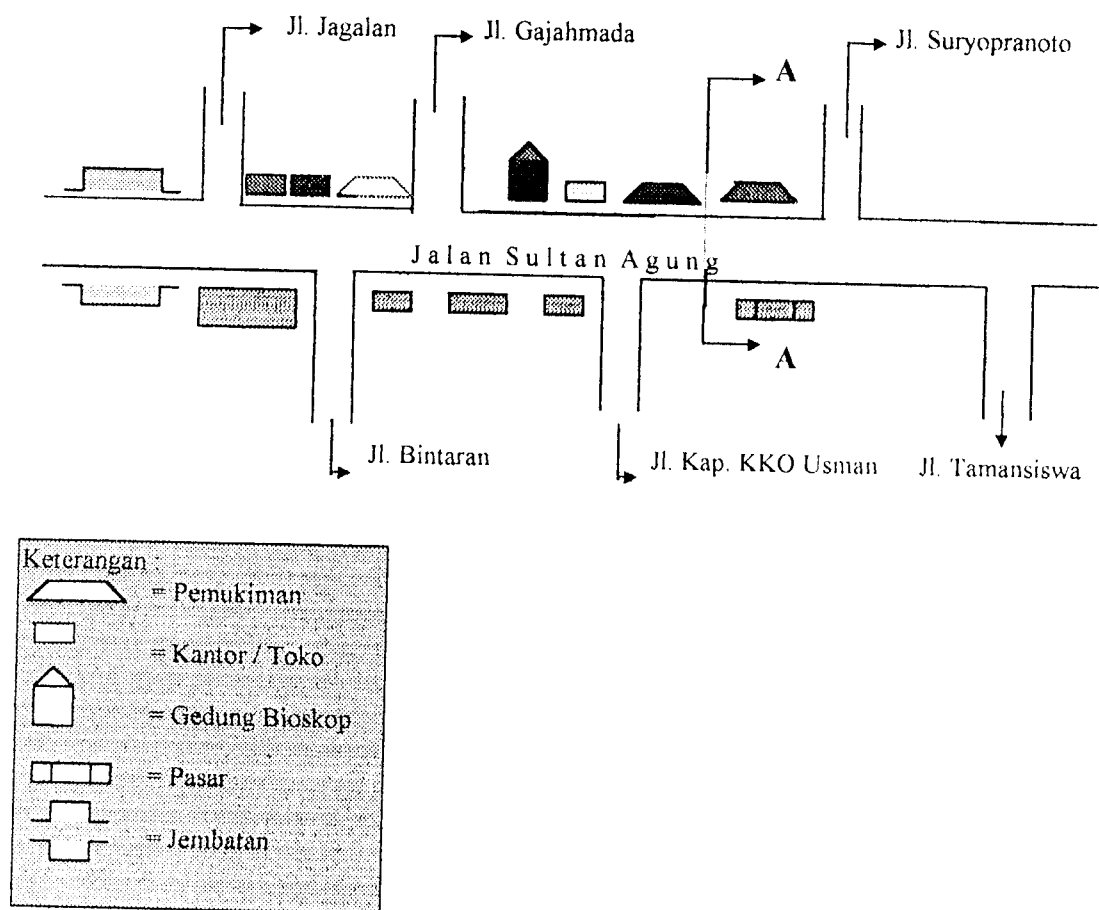 Jl. Jagalan
Jl. Gajahmada
Jl. Suryopranoto
A
Jalan Sultan Agung
A
Jl. Bintaran
Jl. Kap. KKO Usman
Jl. Tamansiswa
Keterangan :
= Pemukiman
= Kantor / Toko
= Gedung Bioskop
= Pasar
= Jembatan